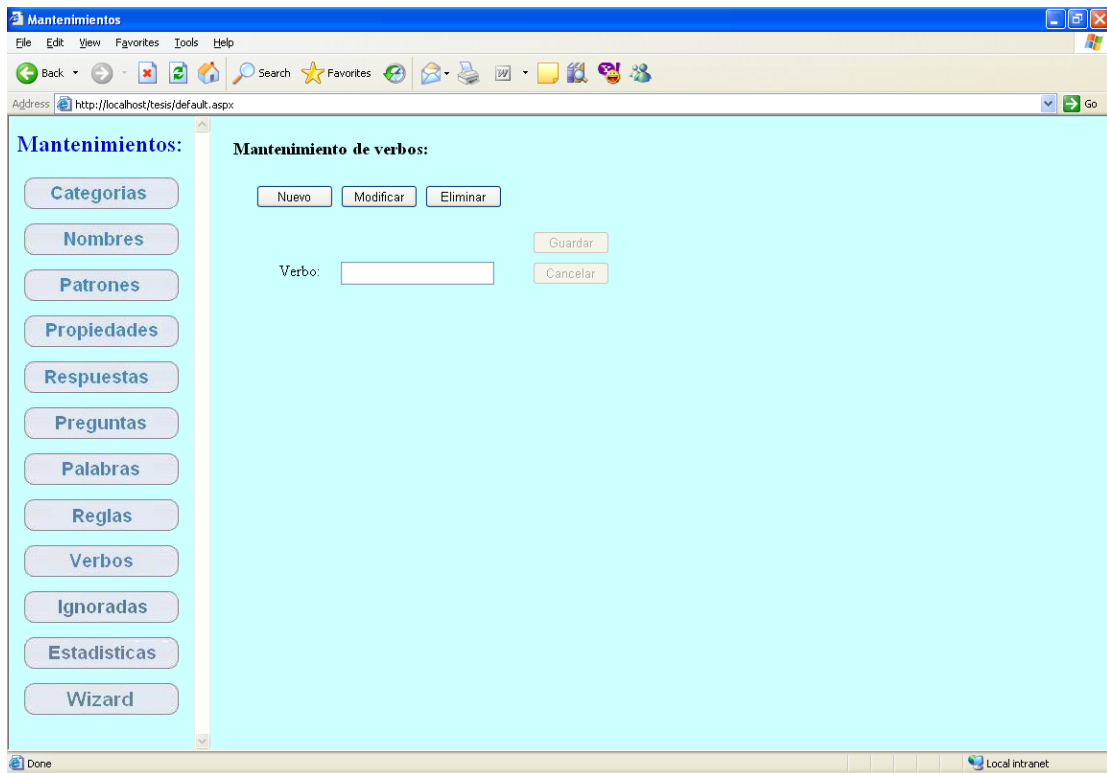 Mantenimientos
File Edit View Favorites Tools Help
Back Search Favorites
Address http://localhost/tesis/default.aspx Go
Mantenimientos:
Categorias
Nombres
Patrones
Propiedades
Respuestas
Preguntas
Palabras
Reglas
Verbos
Ignoradas
Estadisticas
Wizard
Mantenimiento de verbos:
Nuevo Modificar Eliminar
Guardar
Verbo: Cancelar
Done Local intranet